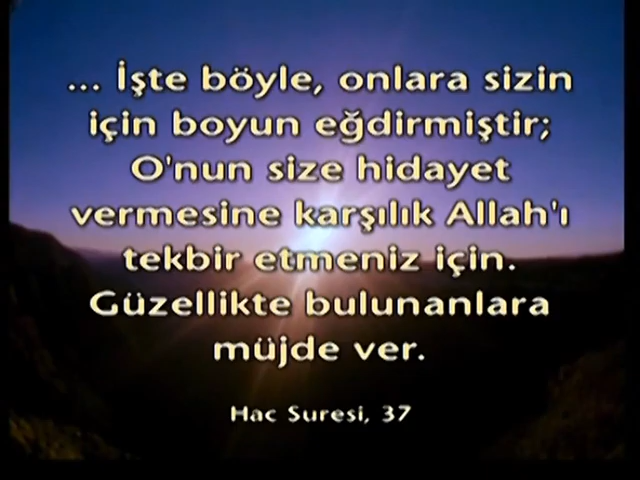 ... İşte böyle, onlara sizin
için boyun eğdirmiştir;
O'nun size hidayet
vermesine karşılık Allah'ı
tekbir etmeniz için.
Güzellikte bulunanlara
müjde ver.
Hac Suresi, 37